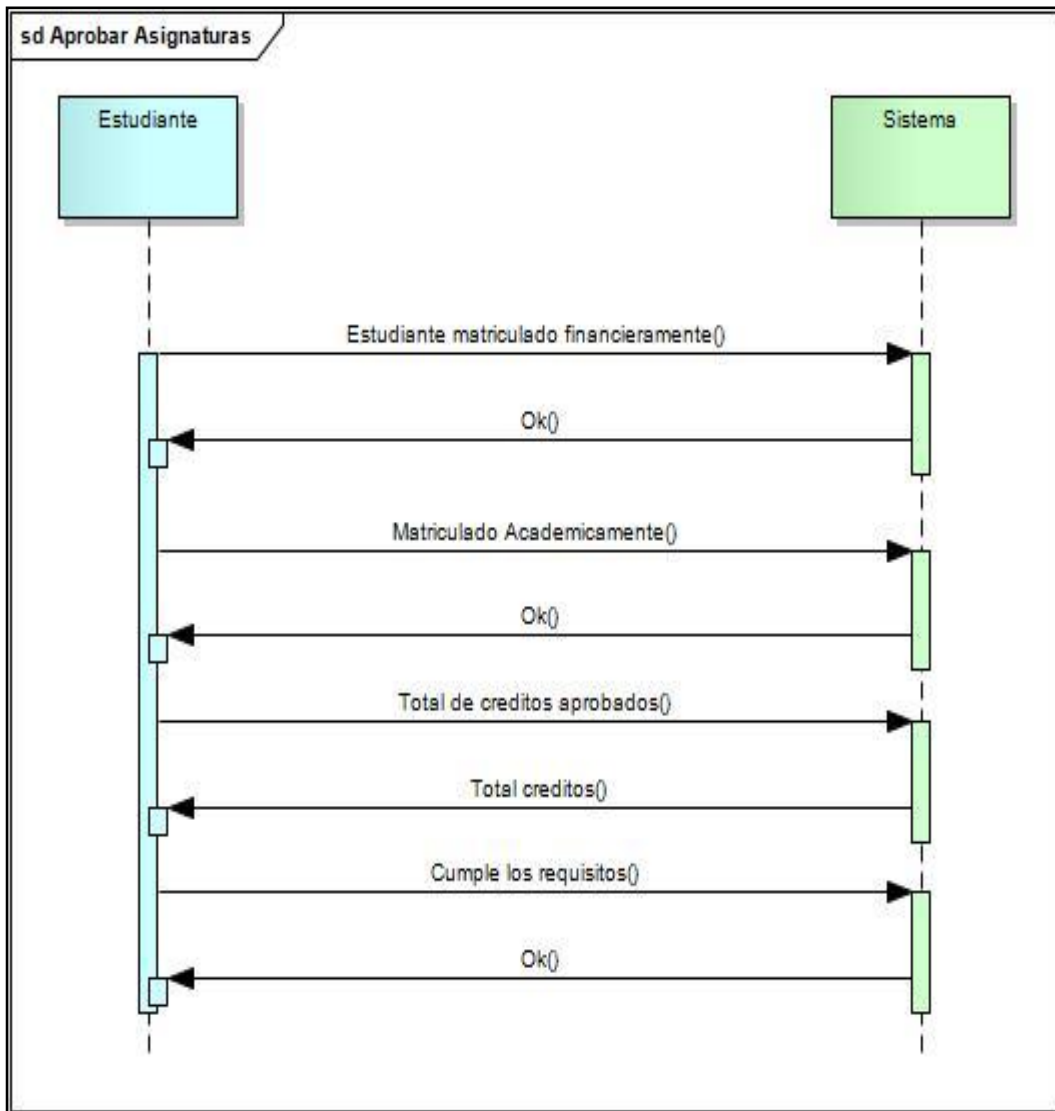 sd Aprobar Asignaturas
Estudiante
Sistema
Estudiante matriculado financieramente()
Ok()
Matriculado Academicamente()
Ok()
Total de creditos aprobados()
Total creditos()
Cumple los requisitos()
Ok()